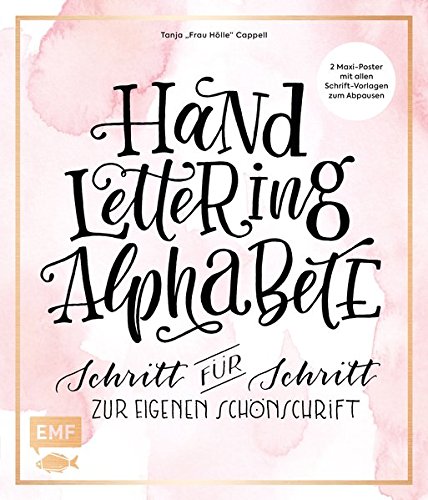 Tanja „Frau Hölle“ Cappell
2 Maxi-Poster
mit allen
Schrift-Vorlagen
zum Abpausen
HaNd
LetteRing
AlphaBetE
Schritt FÜR Schritt
ZUR EIGENEN SCHÖNSCHRIFT
EMF